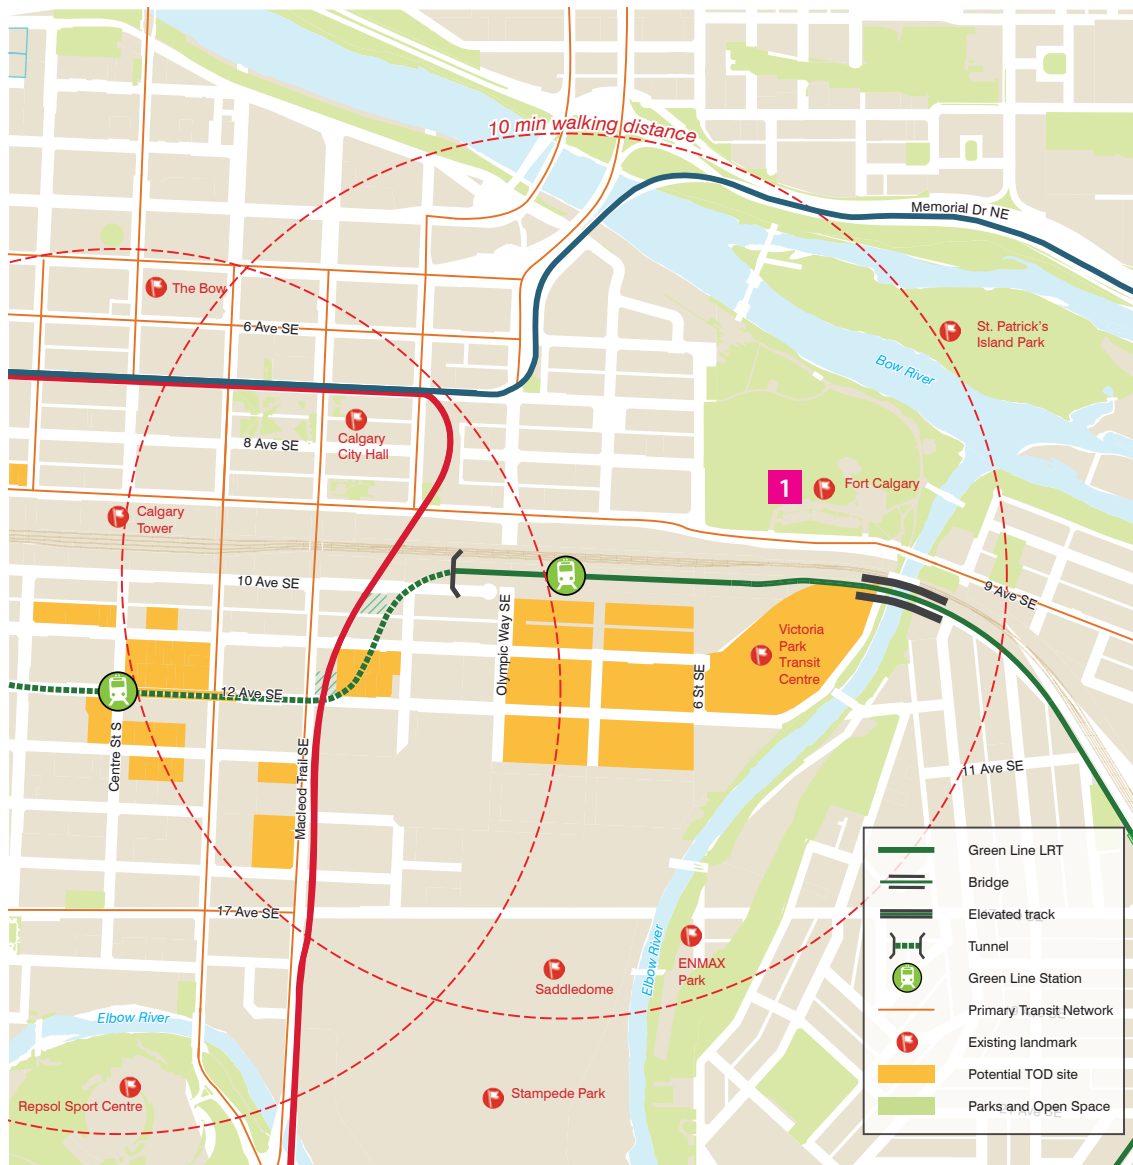 10 min walking distance
Memorial Dr NE
The Bow
6 Ave SE
St. Patrick's
Island Park
Bow River
Calgary
City Hall
8 Ave SE
1
Fort Calgary
Calgary
Tower
10 Ave SE
9 Ave SE
Olympic Way SE
Victoria
Park
Transit
Centre
6 St SE
12 Ave SE
Centre St S
Macleod Trail SE
11 Ave SE
17 Ave SE
Elbow River
ENMAX
Park
Saddledome
Elbow River
Stampede Park
Repsol Sport Centre
Green Line LRT
Bridge
Elevated track
Tunnel
Green Line Station
Primary Transit Network
Existing landmark
Potential TOD site
Parks and Open Space